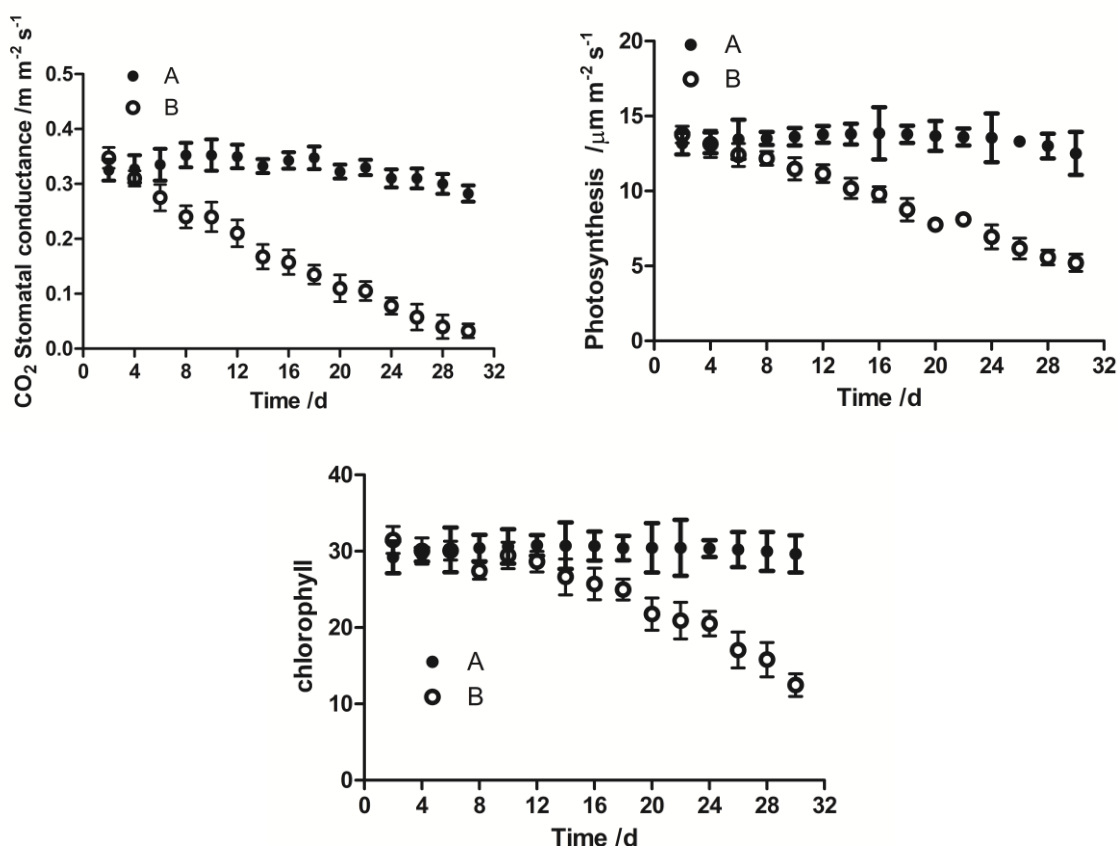 CO₂ Stomatal conductance /m m⁻² s⁻¹
A
B
0.5
0.4
0.3
0.2
0.1
0.0
0 4 8 12 16 20 24 28 32
Time /d
Photosynthesis /μm m⁻² s⁻¹
A
B
20
15
10
5
0
0 4 8 12 16 20 24 28 32
Time /d
chlorophyll
40
30
20
10
0
A
B
0 4 8 12 16 20 24 28 32
Time /d